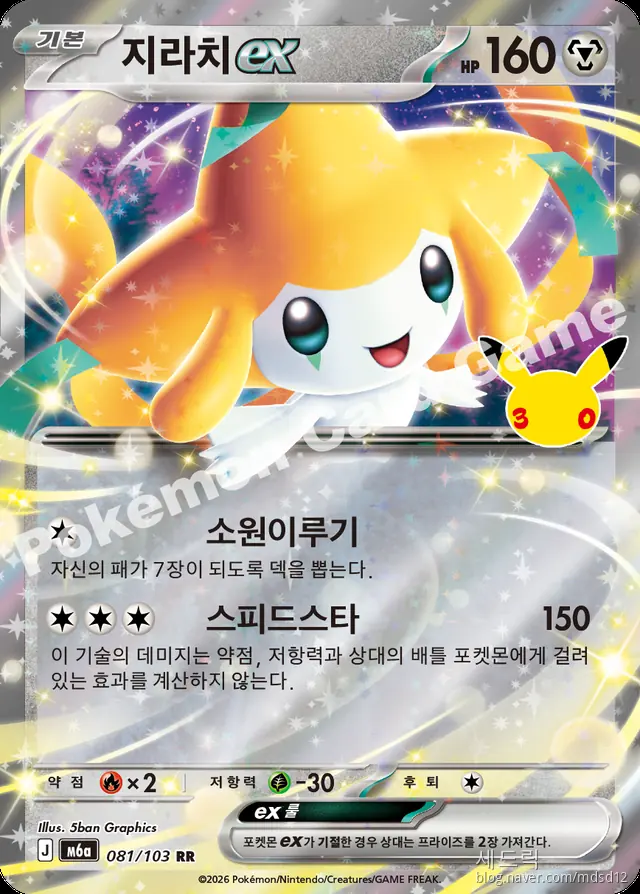 기본 지라치 ex HP 160
30
Pokémon Card Game
소원이루기
자신의 패가 7장이 되도록 덱을 뽑는다.
스피드스타 150
이 기술의 데미지는 약점, 저항력과 상대의 배틀 포켓몬에게 걸려
있는 효과를 계산하지 않는다.
약점 ×2 저항력 -30 후퇴
ex 룰
포켓몬 ex가 기절한 경우 상대는 프라이즈를 2장 가져간다.
Illus. 5ban Graphics
J M6a 081/103 RR
©2026 Pokémon/Nintendo/Creatures/GAME FREAK.
세드릭
blog.naver.com/mdsd12